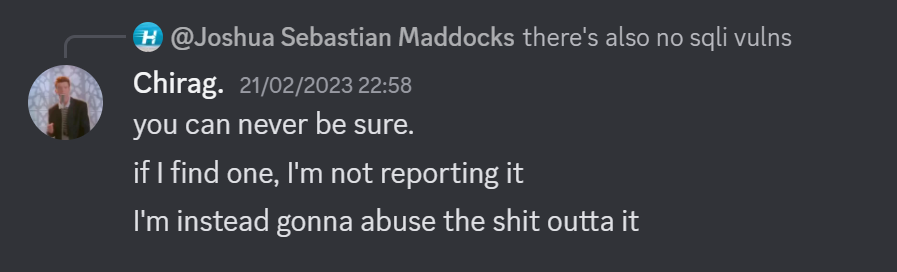 @Joshua Sebastian Maddocks there's also no sqli vulns
Chirag. 21/02/2023 22:58
you can never be sure.
if I find one, I'm not reporting it
I'm instead gonna abuse the shit outta it